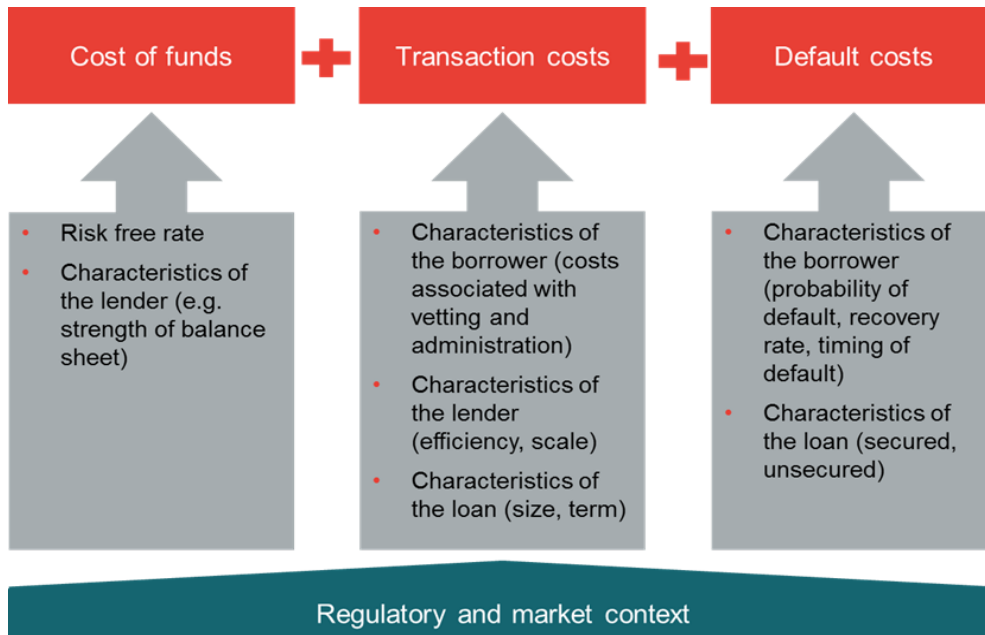 Cost of funds
Transaction costs
Default costs
• Risk free rate
• Characteristics of
the lender (e.g.
strength of balance
sheet)
• Characteristics of
the borrower (costs
associated with
vetting and
administration)
• Characteristics of
the lender
(efficiency, scale)
• Characteristics of
the loan (size, term)
• Characteristics of
the borrower
(probability of
default, recovery
rate, timing of
default)
• Characteristics of
the loan (secured,
unsecured)
Regulatory and market context